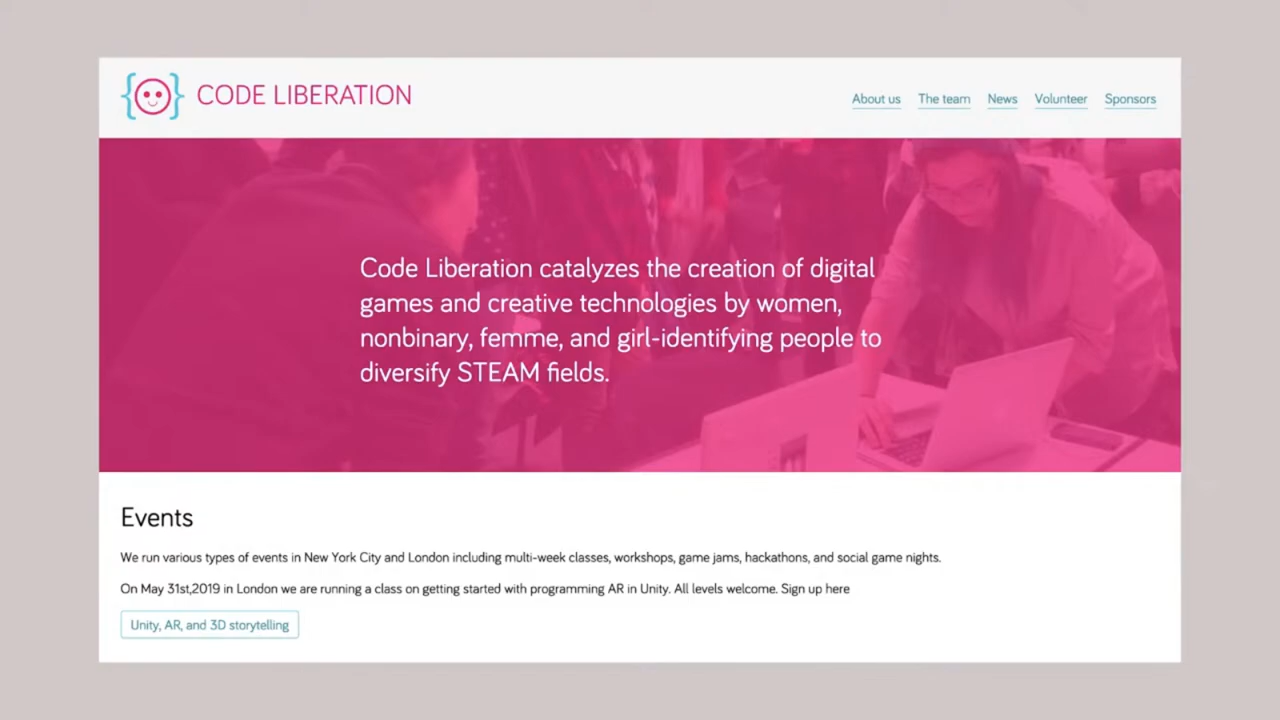 CODE LIBERATION
About us The team News Volunteer Sponsors
Code Liberation catalyzes the creation of digital
games and creative technologies by women,
nonbinary, femme, and girl-identifying people to
diversify STEAM fields.
Events
We run various types of events in New York City and London including multi-week classes, workshops, game jams, hackathons, and social game nights.
On May 31st,2019 in London we are running a class on getting started with programming AR in Unity. All levels welcome. Sign up here
Unity, AR, and 3D storytelling